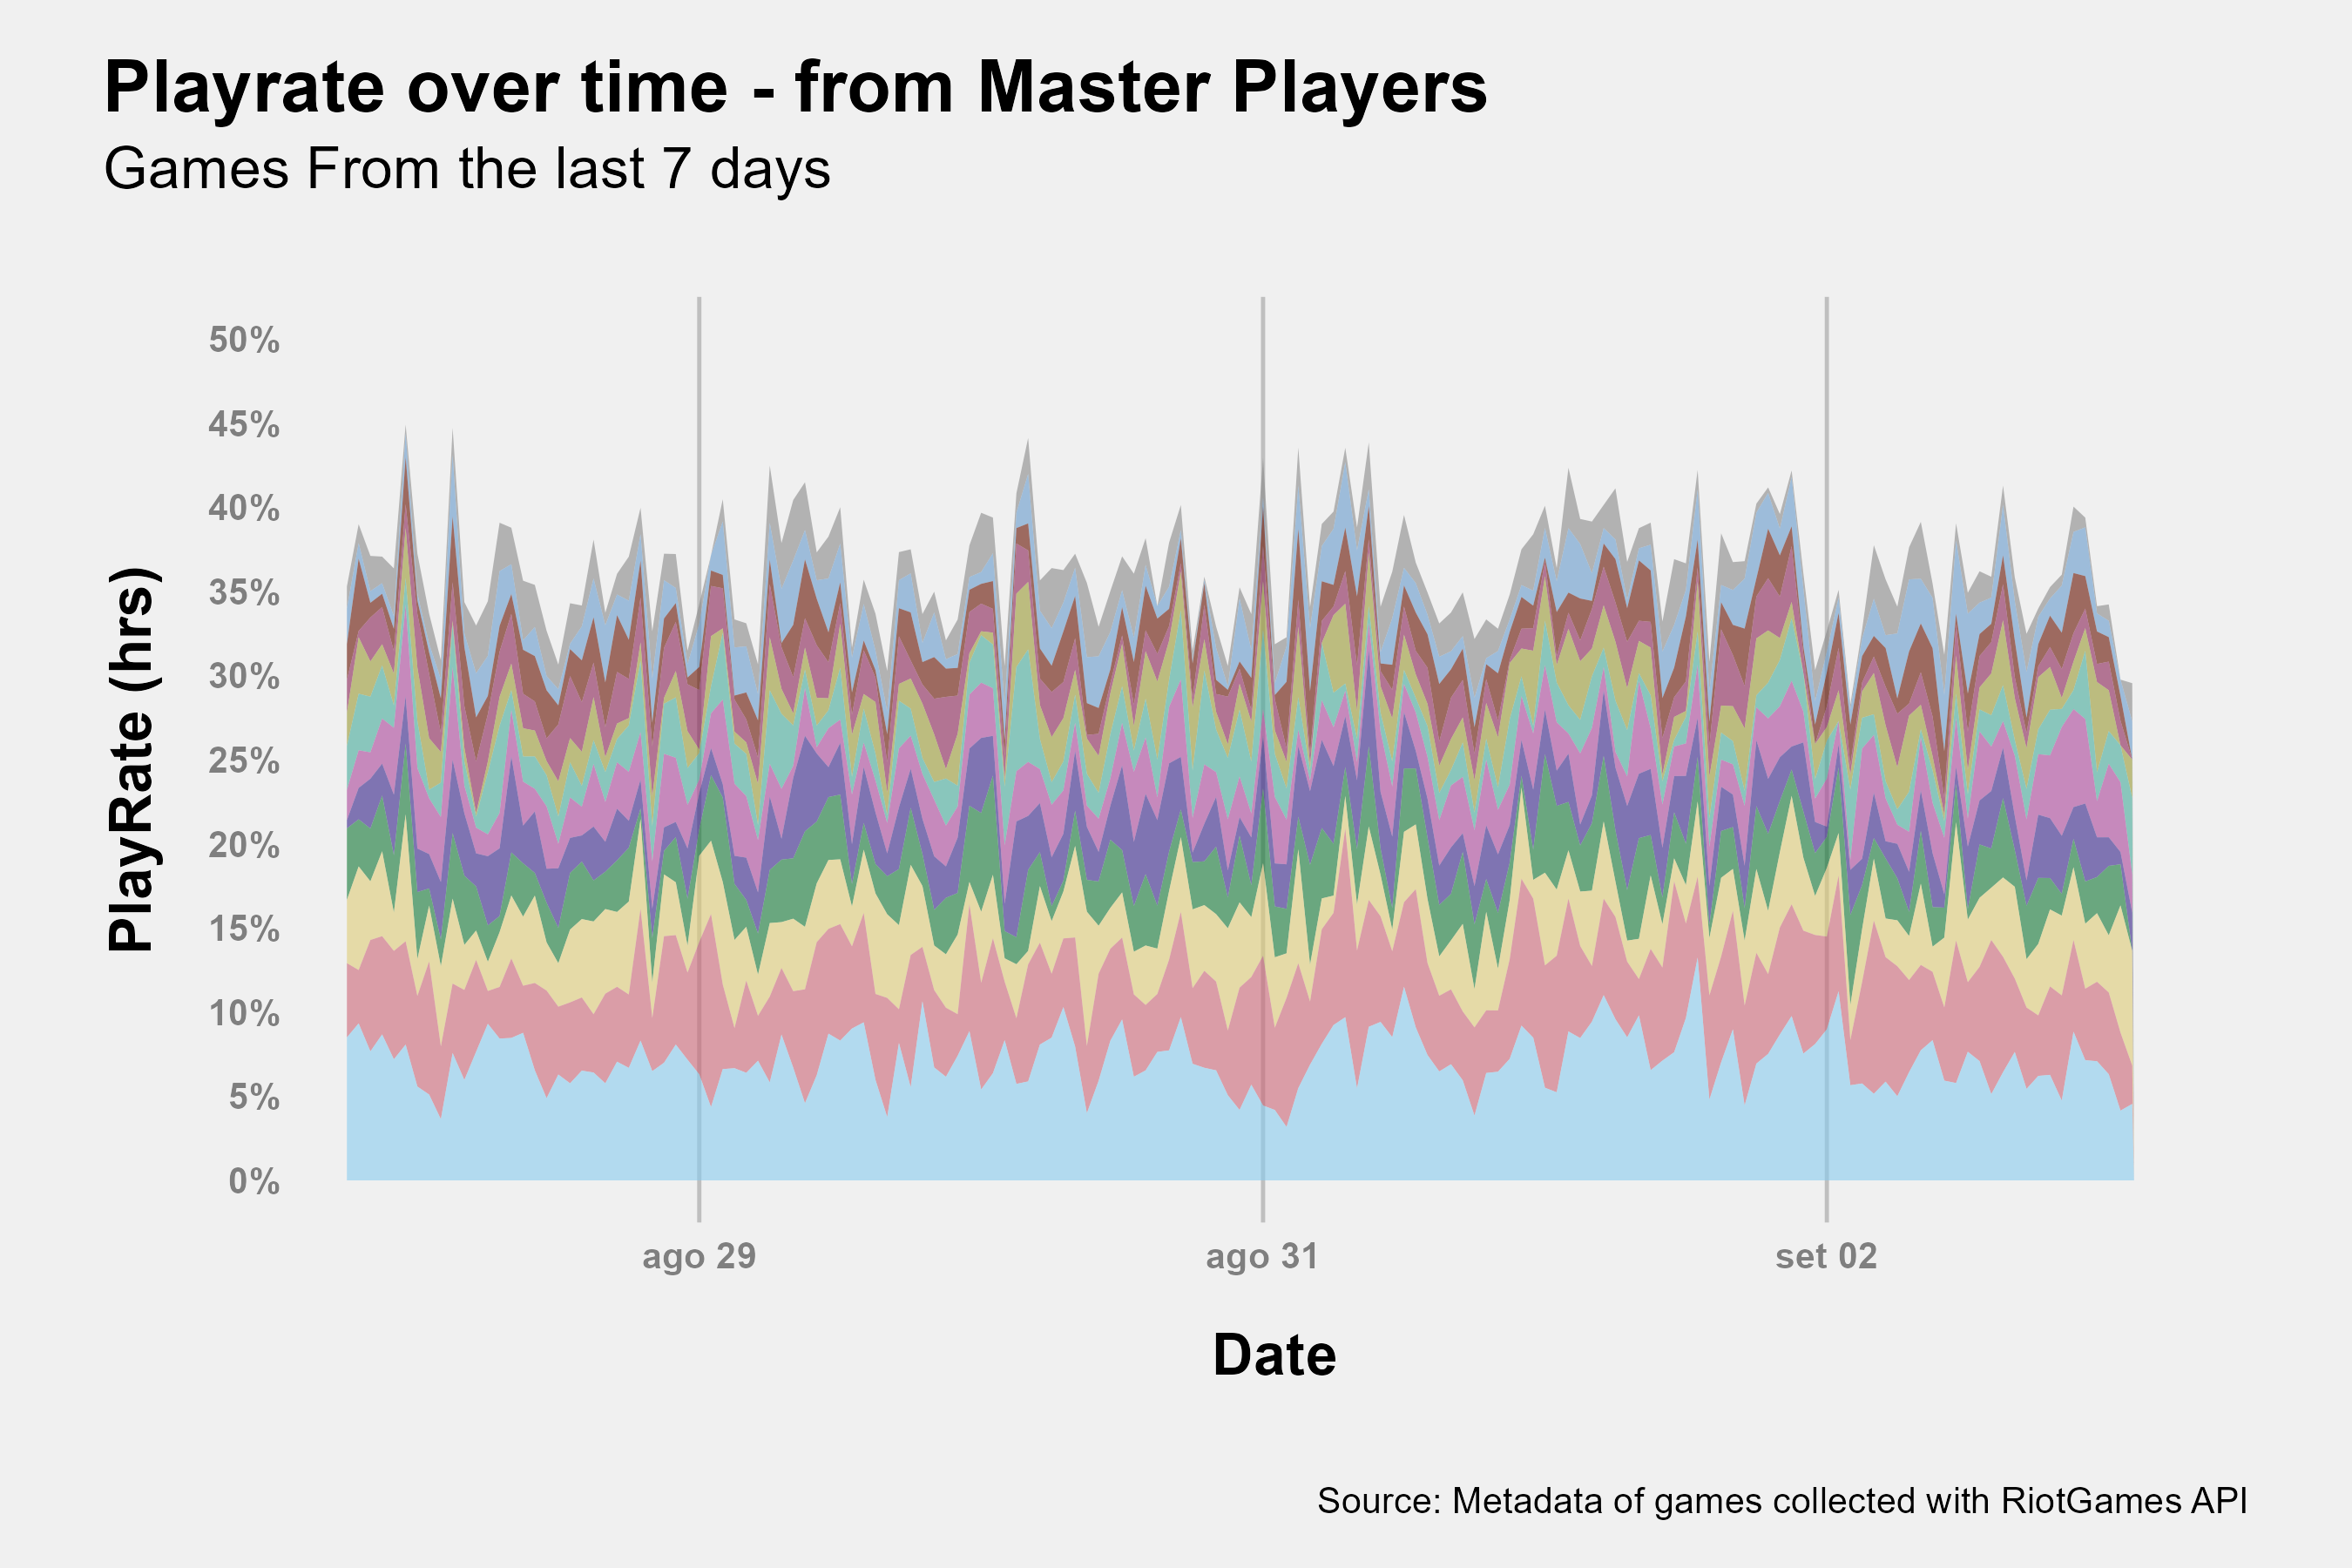 Playrate over time - from Master Players
Games From the last 7 days
50%
45%
40%
35%
30%
25%
20%
15%
10%
5%
0%
PlayRate (hrs)
ago 29
ago 31
set 02
Date
Source: Metadata of games collected with RiotGames API